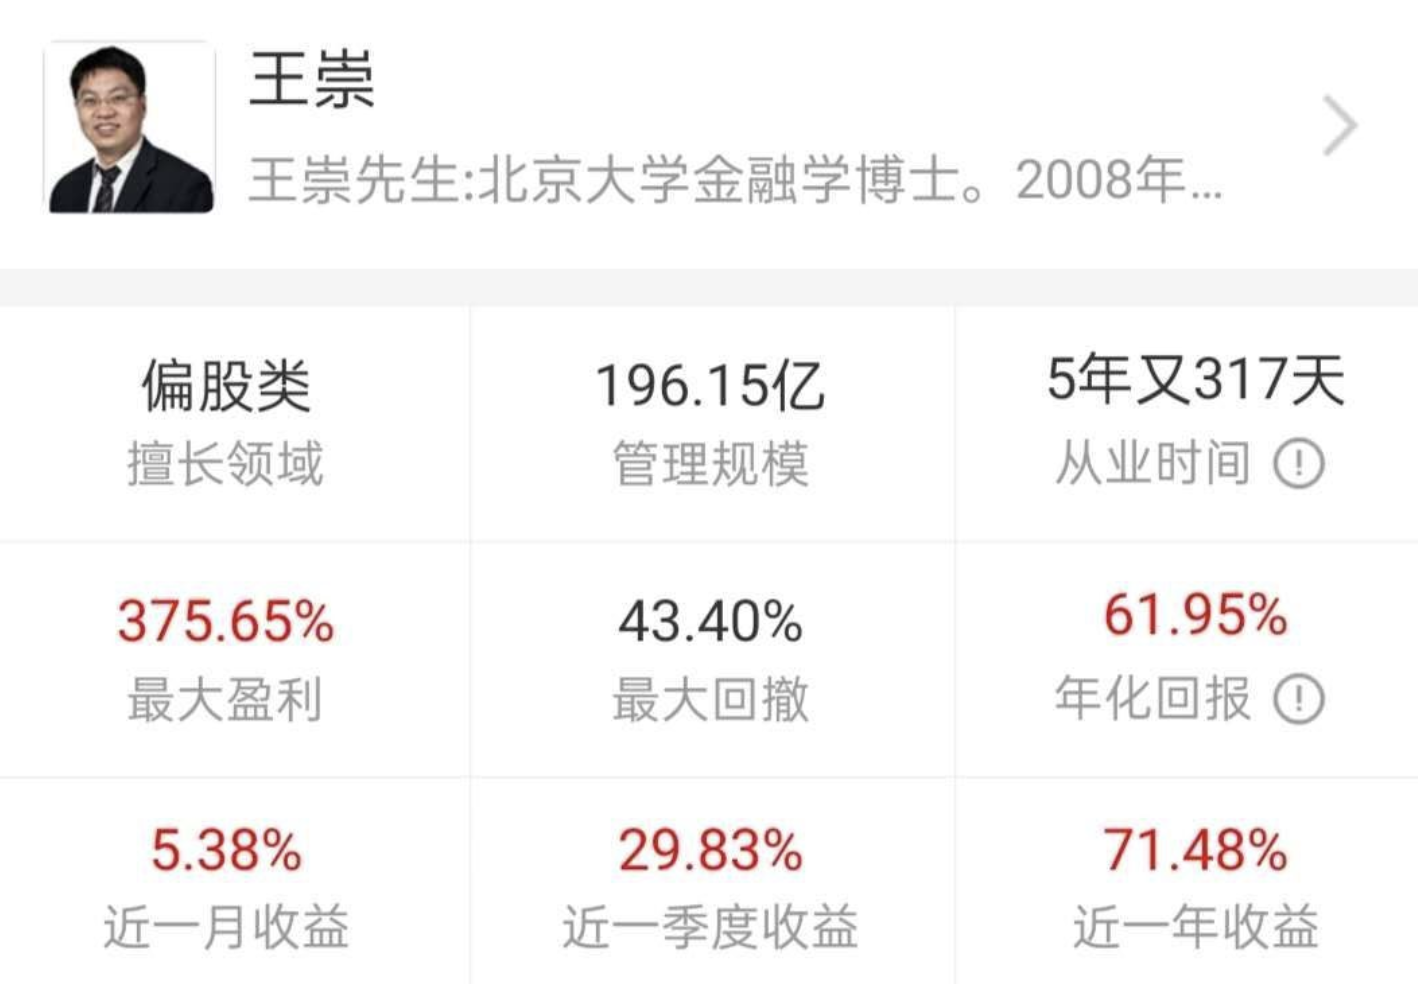 王崇
王崇先生:北京大学金融学博士。2008年...
偏股类
擅长领域
196.15亿
管理规模
5年又317天
从业时间
375.65%
最大盈利
43.40%
最大回撤
61.95%
年化回报
5.38%
近一月收益
29.83%
近一季度收益
71.48%
近一年收益